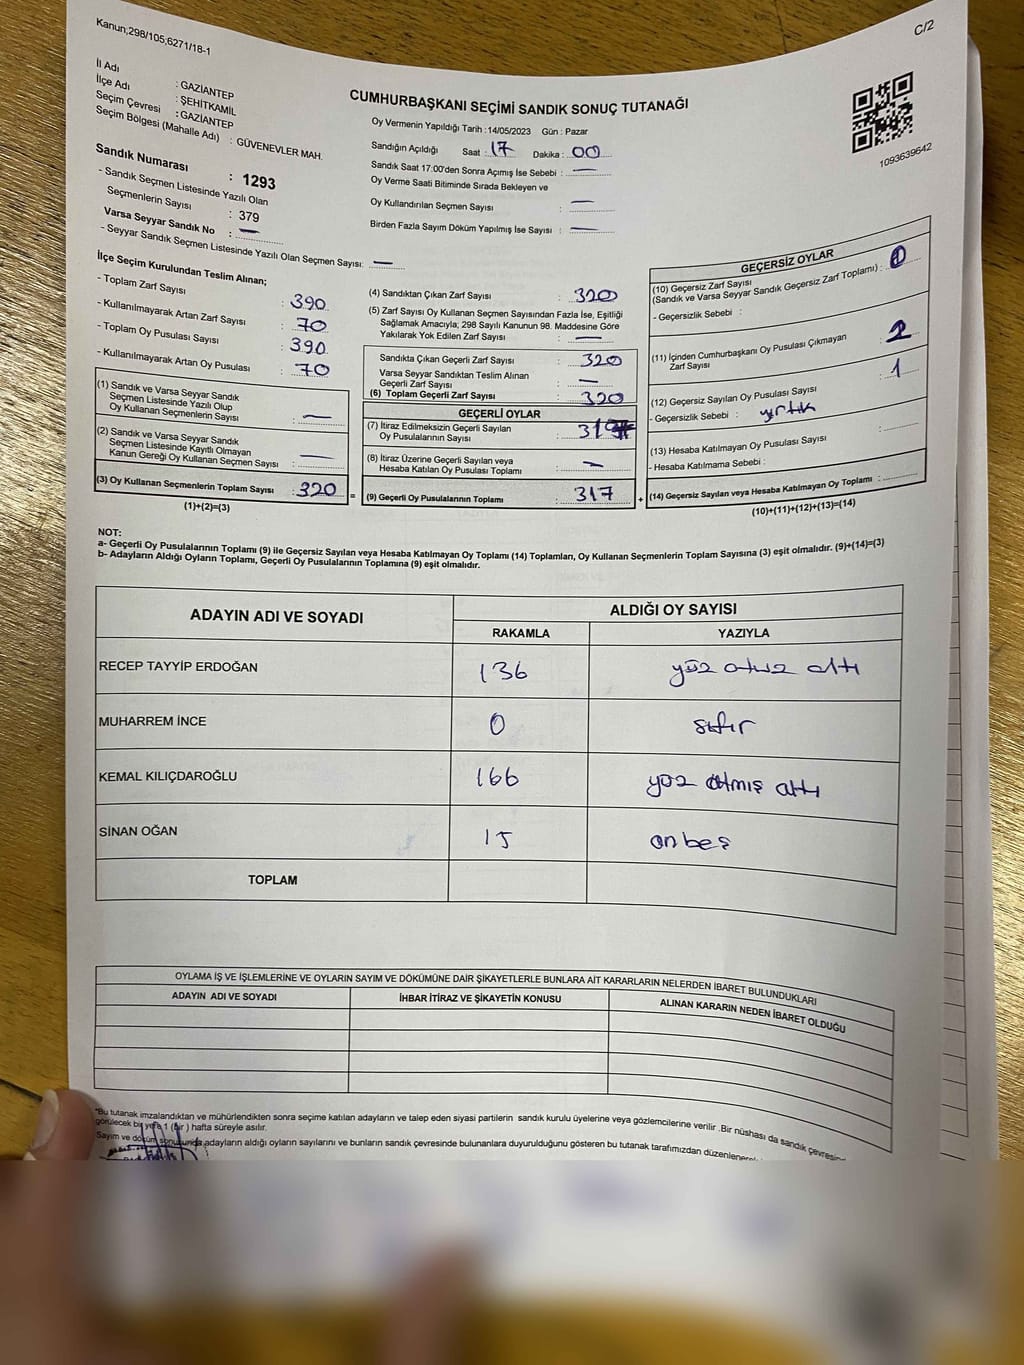 Kanun;298/105;6271/18-1
C/2
İl Adı : GAZİANTEP
İlçe Adı : ŞEHİTKAMİL
Seçim Çevresi : GAZİANTEP
Seçim Bölgesi (Mahalle Adı) : GÜVENEVLER MAH.
CUMHURBAŞKANI SEÇİMİ SANDIK SONUÇ TUTANAĞI
Oy Vermenin Yapıldığı Tarih : 14/05/2023 Gün : Pazar
Sandığın Açıldığı Saat : 17 Dakika : 00
Sandık Saat 17:00'den Sonra Açımış İse Sebebi : —
Oy Verme Saati Bitiminde Sırada Bekleyen ve
Oy Kullandırılan Seçmen Sayısı : —
Birden Fazla Sayım Döküm Yapılmış İse Sayısı : —
1093639642
Sandık Numarası : 1293
- Sandık Seçmen Listesinde Yazılı Olan
Seçmenlerin Sayısı : 379
Varsa Seyyar Sandık No : —
- Seyyar Sandık Seçmen Listesinde Yazılı Olan Seçmen Sayısı: —
İlçe Seçim Kurulundan Teslim Alınan;
- Toplam Zarf Sayısı : 390
- Kullanılmayarak Artan Zarf Sayısı : 70
- Toplam Oy Pusulası Sayısı : 390
- Kullanılmayarak Artan Oy Pusulası : 70
(1) Sandık ve Varsa Seyyar Sandık
Seçmen Listesinde Yazılı Olup
Oy Kullanan Seçmenlerin Sayısı : —
(2) Sandık ve Varsa Seyyar Sandık
Seçmen Listesinde Kayıtlı Olmayan
Kanun Gereği Oy Kullanan Seçmen Sayısı : —
(3) Oy Kullanan Seçmenlerin Toplam Sayısı : 320
(1)+(2)=(3)
(4) Sandıktan Çıkan Zarf Sayısı : 320
(5) Zarf Sayısı Oy Kullanan Seçmen Sayısından Fazla İse, Eşitliği
Sağlamak Amacıyla; 298 Sayılı Kanunun 98. Maddesine Göre
Yakılarak Yok Edilen Zarf Sayısı : —
Sandıkta Çıkan Geçerli Zarf Sayısı : 320
Varsa Seyyar Sandıktan Teslim Alınan
Geçerli Zarf Sayısı : —
(6) Toplam Geçerli Zarf Sayısı : 320
GEÇERLİ OYLAR
(7) İtiraz Edilmeksizin Geçerli Sayılan
Oy Pusulalarının Sayısı :
(8) İtiraz Üzerine Geçerli Sayılan veya
Hesaba Katılan Oy Pusulası Toplamı : —
= (9) Geçerli Oy Pusulalarının Toplamı : 317 +
GEÇERSİZ OYLAR
(10) Geçersiz Zarf Sayısı
(Sandık ve Varsa Seyyar Sandık Geçersiz Zarf Toplamı) :
- Geçersizlik Sebebi :
(11) İçinden Cumhurbaşkanı Oy Pusulası Çıkmayan
Zarf Sayısı : 2
(12) Geçersiz Sayılan Oy Pusulası Sayısı : 1
- Geçersizlik Sebebi : yırtık
(13) Hesaba Katılmayan Oy Pusulası Sayısı :
- Hesaba Katılmama Sebebi :
(14) Geçersiz Sayılan veya Hesaba Katılmayan Oy Toplamı :
(10)+(11)+(12)+(13)=(14)
NOT:
a- Geçerli Oy Pusulalarının Toplamı (9) ile Geçersiz Sayılan veya Hesaba Katılmayan Oy Toplamı (14) Toplamları, Oy Kullanan Seçmenlerin Toplam Sayısına (3) eşit olmalıdır. (9)+(14)=(3)
b- Adayların Aldığı Oyların Toplamı, Geçerli Oy Pusulalarının Toplamına (9) eşit olmalıdır.
ADAYIN ADI VE SOYADI ALDIĞI OY SAYISI
RAKAMLA YAZIYLA
RECEP TAYYİP ERDOĞAN 136 yüz otuz altı
MUHARREM İNCE 0 sıfır
KEMAL KILIÇDAROĞLU 166 yüz altmış altı
SİNAN OĞAN 15 onbeş
TOPLAM
OYLAMA İŞ VE İŞLEMLERİNE VE OYLARIN SAYIM VE DÖKÜMÜNE DAİR ŞİKAYETLERLE BUNLARA AİT KARARLARIN NELERDEN İBARET BULUNDUKLARI
ADAYIN ADI VE SOYADI İHBAR İTİRAZ VE ŞİKAYETİN KONUSU ALINAN KARARIN NEDEN İBARET OLDUĞU
"Bu tutanak imzalandıktan ve mühürlendikten sonra seçime katılan adayların ve talep eden siyasi partilerin sandık kurulu üyelerine veya gözlemcilerine verilir .Bir nüshası da sandık çevresinde
görülecek bir yere 1 (bir ) hafta süreyle asılır.
Sayım ve döküm sonucunda adayların aldığı oyların sayılarını ve bunların sandık çevresinde bulunanlara duyurulduğunu gösteren bu tutanak tarafımızdan